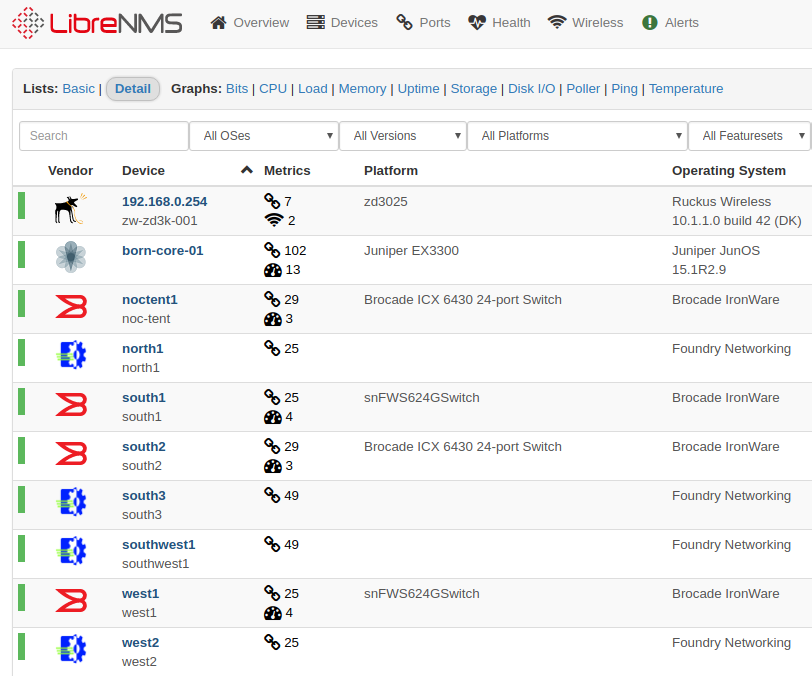 LibreNMS Overview Devices Ports Health Wireless Alerts
Lists: Basic | Detail Graphs: Bits | CPU | Load | Memory | Uptime | Storage | Disk I/O | Poller | Ping | Temperature
Search All OSes All Versions All Platforms All Featuresets
Vendor Device Metrics Platform Operating System
192.168.0.254 7 zd3025 Ruckus Wireless
zw-zd3k-001 2 10.1.1.0 build 42 (DK)
born-core-01 102 Juniper EX3300 Juniper JunOS
13 15.1R2.9
noctent1 29 Brocade ICX 6430 24-port Switch Brocade IronWare
noc-tent 3
north1 25 Foundry Networking
north1
south1 25 snFWS624GSwitch Brocade IronWare
south1 4
south2 29 Brocade ICX 6430 24-port Switch Brocade IronWare
south2 3
south3 49 Foundry Networking
south3
southwest1 49 Foundry Networking
southwest1
west1 25 snFWS624GSwitch Brocade IronWare
west1 4
west2 25 Foundry Networking
west2